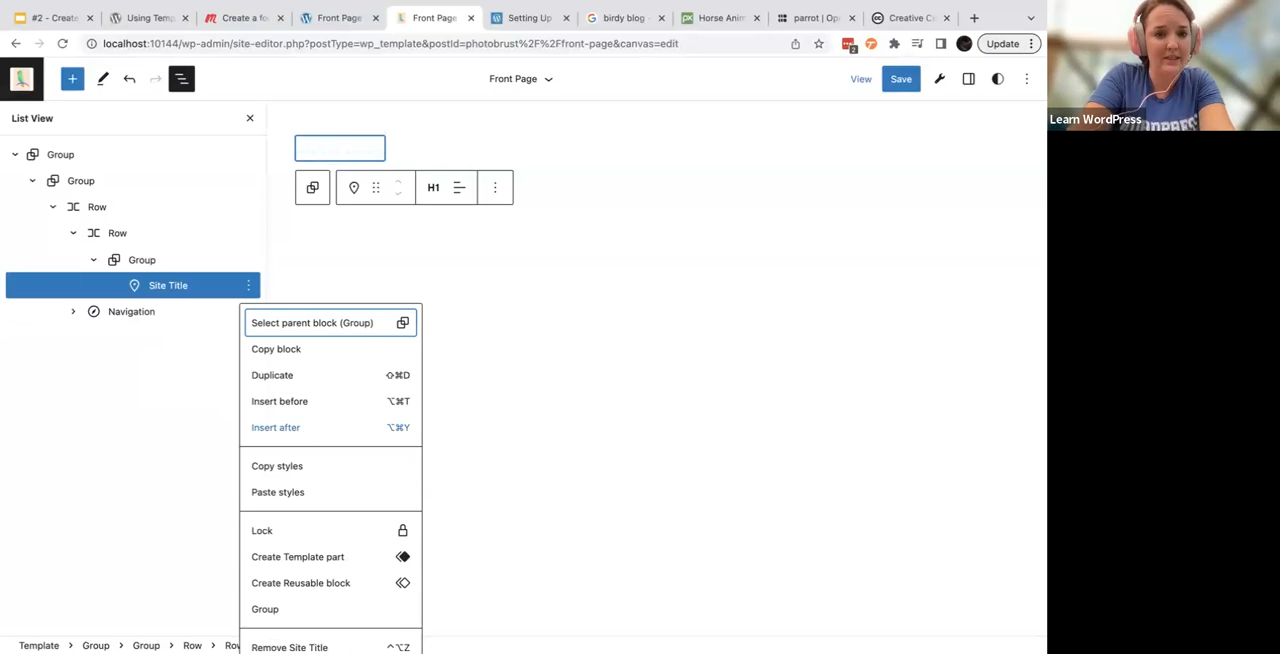 #2 - Create
Using Temp
Create a fo
Front Page
Front Page
Setting Up
birdy blog -
Horse Anim
parrot | Op
Creative C
localhost:10144/wp-admin/site-editor.php?postType=wp_template&postId=photobrust%2F%2Ffront-page&canvas=edit
2
Update
Front Page
View
Save
List View
Group
Group
Row
Row
Group
Site Title
Navigation
H1
Select parent block (Group)
Copy block
Duplicate ⇧⌘D
Insert before ⌥⌘T
Insert after ⌥⌘Y
Copy styles
Paste styles
Lock
Create Template part
Create Reusable block
Group
Remove Site Title ^⌥Z
Template > Group > Group > Row > Row
Learn WordPress